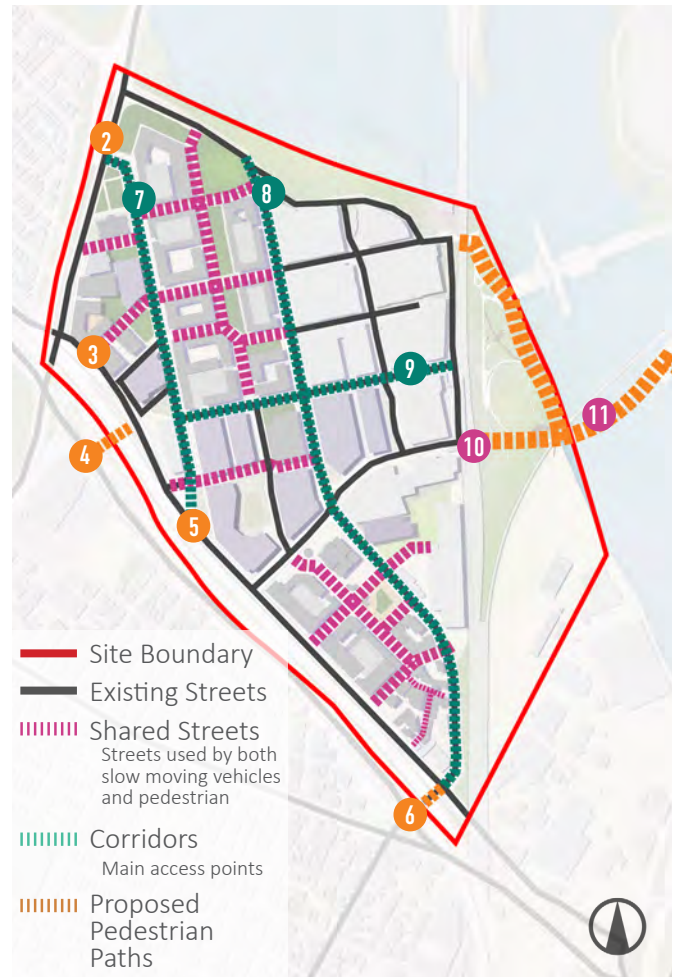 2
7
8
3
9
4
10
11
5
6
Site Boundary
Existing Streets
Shared Streets
Streets used by both
slow moving vehicles
and pedestrian
Corridors
Main access points
Proposed
Pedestrian
Paths